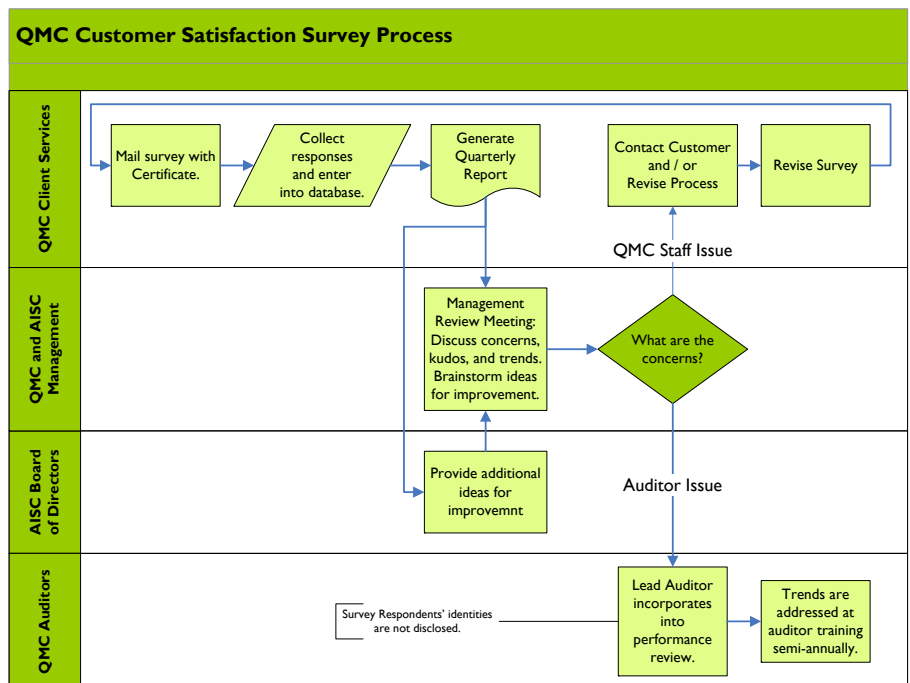 QMC Customer Satisfaction Survey Process
QMC Client Services
Mail survey with
Certificate.
Collect
responses
and enter
into database.
Generate
Quarterly
Report
Contact Customer
and / or
Revise Process
Revise Survey
QMC Staff Issue
QMC and AISC
Management
Management
Review Meeting:
Discuss concerns,
kudos, and trends.
Brainstorm ideas
for improvement.
What are the
concerns?
AISC Board
of Directors
Provide additional
ideas for
improvemnt
Auditor Issue
QMC Auditors
Survey Respondents' identities
are not disclosed.
Lead Auditor
incorporates
into
performance
review.
Trends are
addressed at
auditor training
semi-annually.